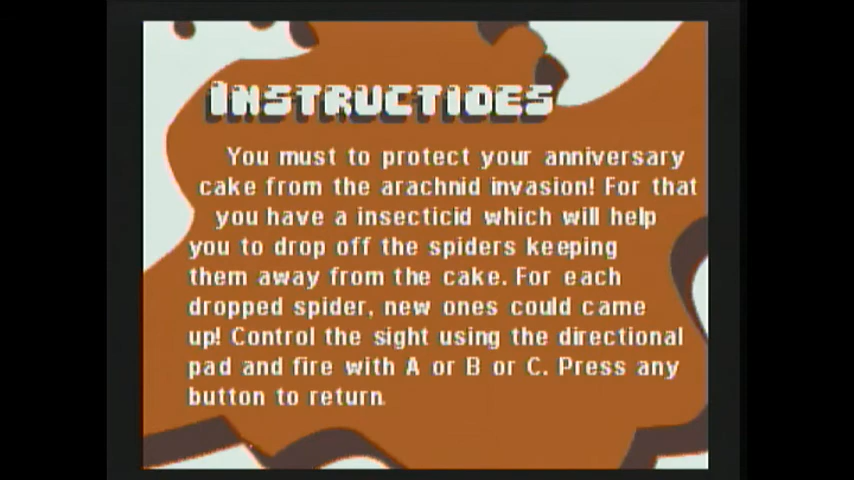 INSTRUCTIDES
You must to protect your anniversary
cake from the arachnid invasion! For that
you have a insecticid which will help
you to drop off the spiders keeping
them away from the cake. For each
dropped spider, new ones could came
up! Control the sight using the directional
pad and fire with A or B or C. Press any
button to return.